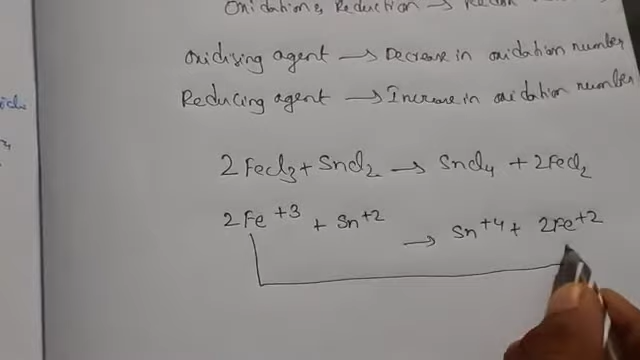 Oxidation & Reduction →
Oxidising agent → Decrease in oxidation number
Reducing agent → Increase in oxidation number
2FeCl3 + SnCl2 → SnCl4 + 2FeCl2
2Fe+3 + Sn+2 → Sn+4 + 2Fe+2